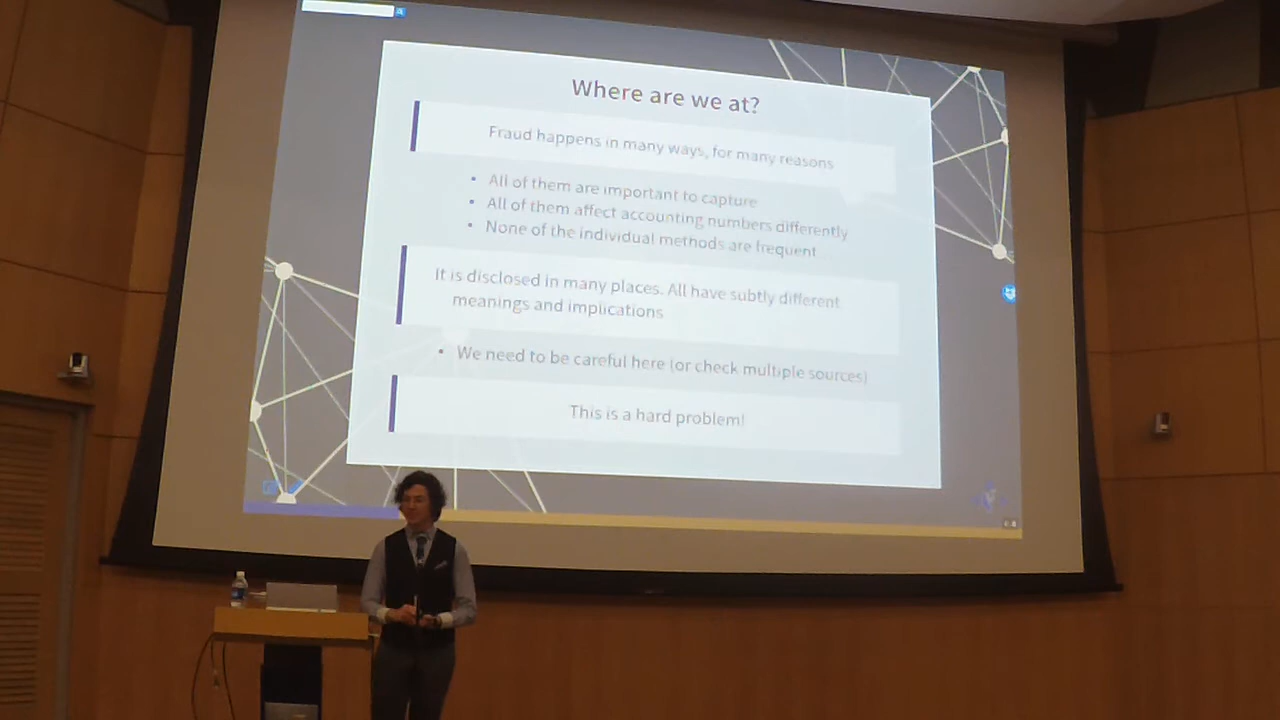 Where are we at?
Fraud happens in many ways, for many reasons
• All of them are important to capture
• All of them affect accounting numbers differently
• None of the individual methods are frequent
It is disclosed in many places. All have subtly different
meanings and implications
• We need to be careful here (or check multiple sources)
This is a hard problem!